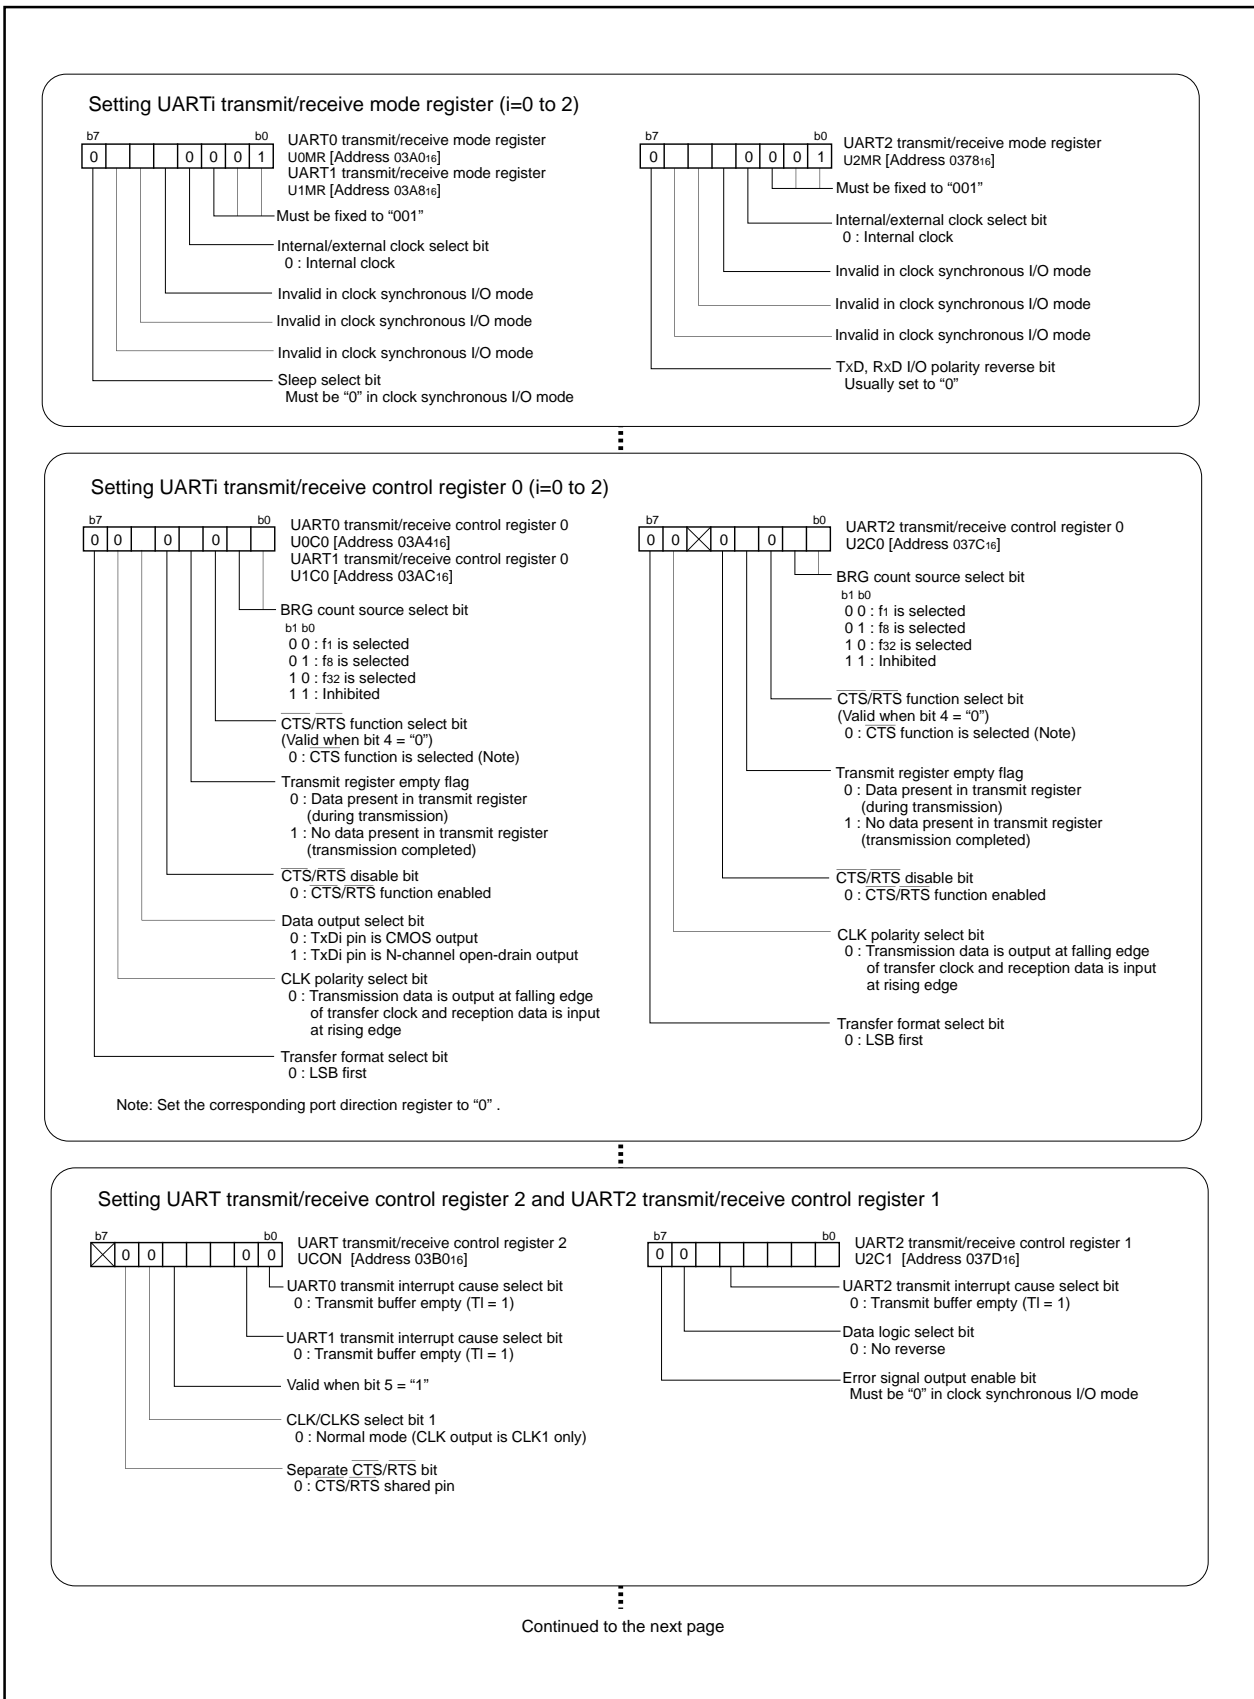 Setting UARTi transmit/receive mode register (i=0 to 2)
b7 b0
0 0 0 0 1
UART0 transmit/receive mode register
U0MR [Address 03A016]
UART1 transmit/receive mode register
U1MR [Address 03A816]
Must be fixed to “001”
Internal/external clock select bit
0 : Internal clock
Invalid in clock synchronous I/O mode
Invalid in clock synchronous I/O mode
Invalid in clock synchronous I/O mode
Sleep select bit
Must be “0” in clock synchronous I/O mode
b7 b0
0 0 0 0 1
UART2 transmit/receive mode register
U2MR [Address 037816]
Must be fixed to “001”
Internal/external clock select bit
0 : Internal clock
Invalid in clock synchronous I/O mode
Invalid in clock synchronous I/O mode
Invalid in clock synchronous I/O mode
TXD, RXD I/O polarity reverse bit
Usually set to “0”
Setting UARTi transmit/receive control register 0 (i=0 to 2)
b7 b0
0 0 0 0
UART0 transmit/receive control register 0
U0C0 [Address 03A416]
UART1 transmit/receive control register 0
U1C0 [Address 03AC16]
BRG count source select bit
b1 b0
0 0 : f1 is selected
0 1 : f8 is selected
1 0 : f32 is selected
1 1 : Inhibited
CTS/RTS function select bit
(Valid when bit 4 = “0”)
0 : CTS function is selected (Note)
Transmit register empty flag
0 : Data present in transmit register
(during transmission)
1 : No data present in transmit register
(transmission completed)
CTS/RTS disable bit
0 : CTS/RTS function enabled
Data output select bit
0 : TxDi pin is CMOS output
1 : TxDi pin is N-channel open-drain output
CLK polarity select bit
0 : Transmission data is output at falling edge
of transfer clock and reception data is input
at rising edge
Transfer format select bit
0 : LSB first
Note: Set the corresponding port direction register to “0” .
b7 b0
0 0 0 0
UART2 transmit/receive control register 0
U2C0 [Address 037C16]
BRG count source select bit
b1 b0
0 0 : f1 is selected
0 1 : f8 is selected
1 0 : f32 is selected
1 1 : Inhibited
CTS/RTS function select bit
(Valid when bit 4 = “0”)
0 : CTS function is selected (Note)
Transmit register empty flag
0 : Data present in transmit register
(during transmission)
1 : No data present in transmit register
(transmission completed)
CTS/RTS disable bit
0 : CTS/RTS function enabled
CLK polarity select bit
0 : Transmission data is output at falling edge
of transfer clock and reception data is input
at rising edge
Transfer format select bit
0 : LSB first
Setting UART transmit/receive control register 2 and UART2 transmit/receive control register 1
b7 b0
0 0 0 0
UART transmit/receive control register 2
UCON [Address 03B016]
UART0 transmit interrupt cause select bit
0 : Transmit buffer empty (TI = 1)
UART1 transmit interrupt cause select bit
0 : Transmit buffer empty (TI = 1)
Valid when bit 5 = “1”
CLK/CLKS select bit 1
0 : Normal mode (CLK output is CLK1 only)
Separate CTS/RTS bit
0 : CTS/RTS shared pin
b7 b0
0 0
UART2 transmit/receive control register 1
U2C1 [Address 037D16]
UART2 transmit interrupt cause select bit
0 : Transmit buffer empty (TI = 1)
Data logic select bit
0 : No reverse
Error signal output enable bit
Must be “0” in clock synchronous I/O mode
Continued to the next page